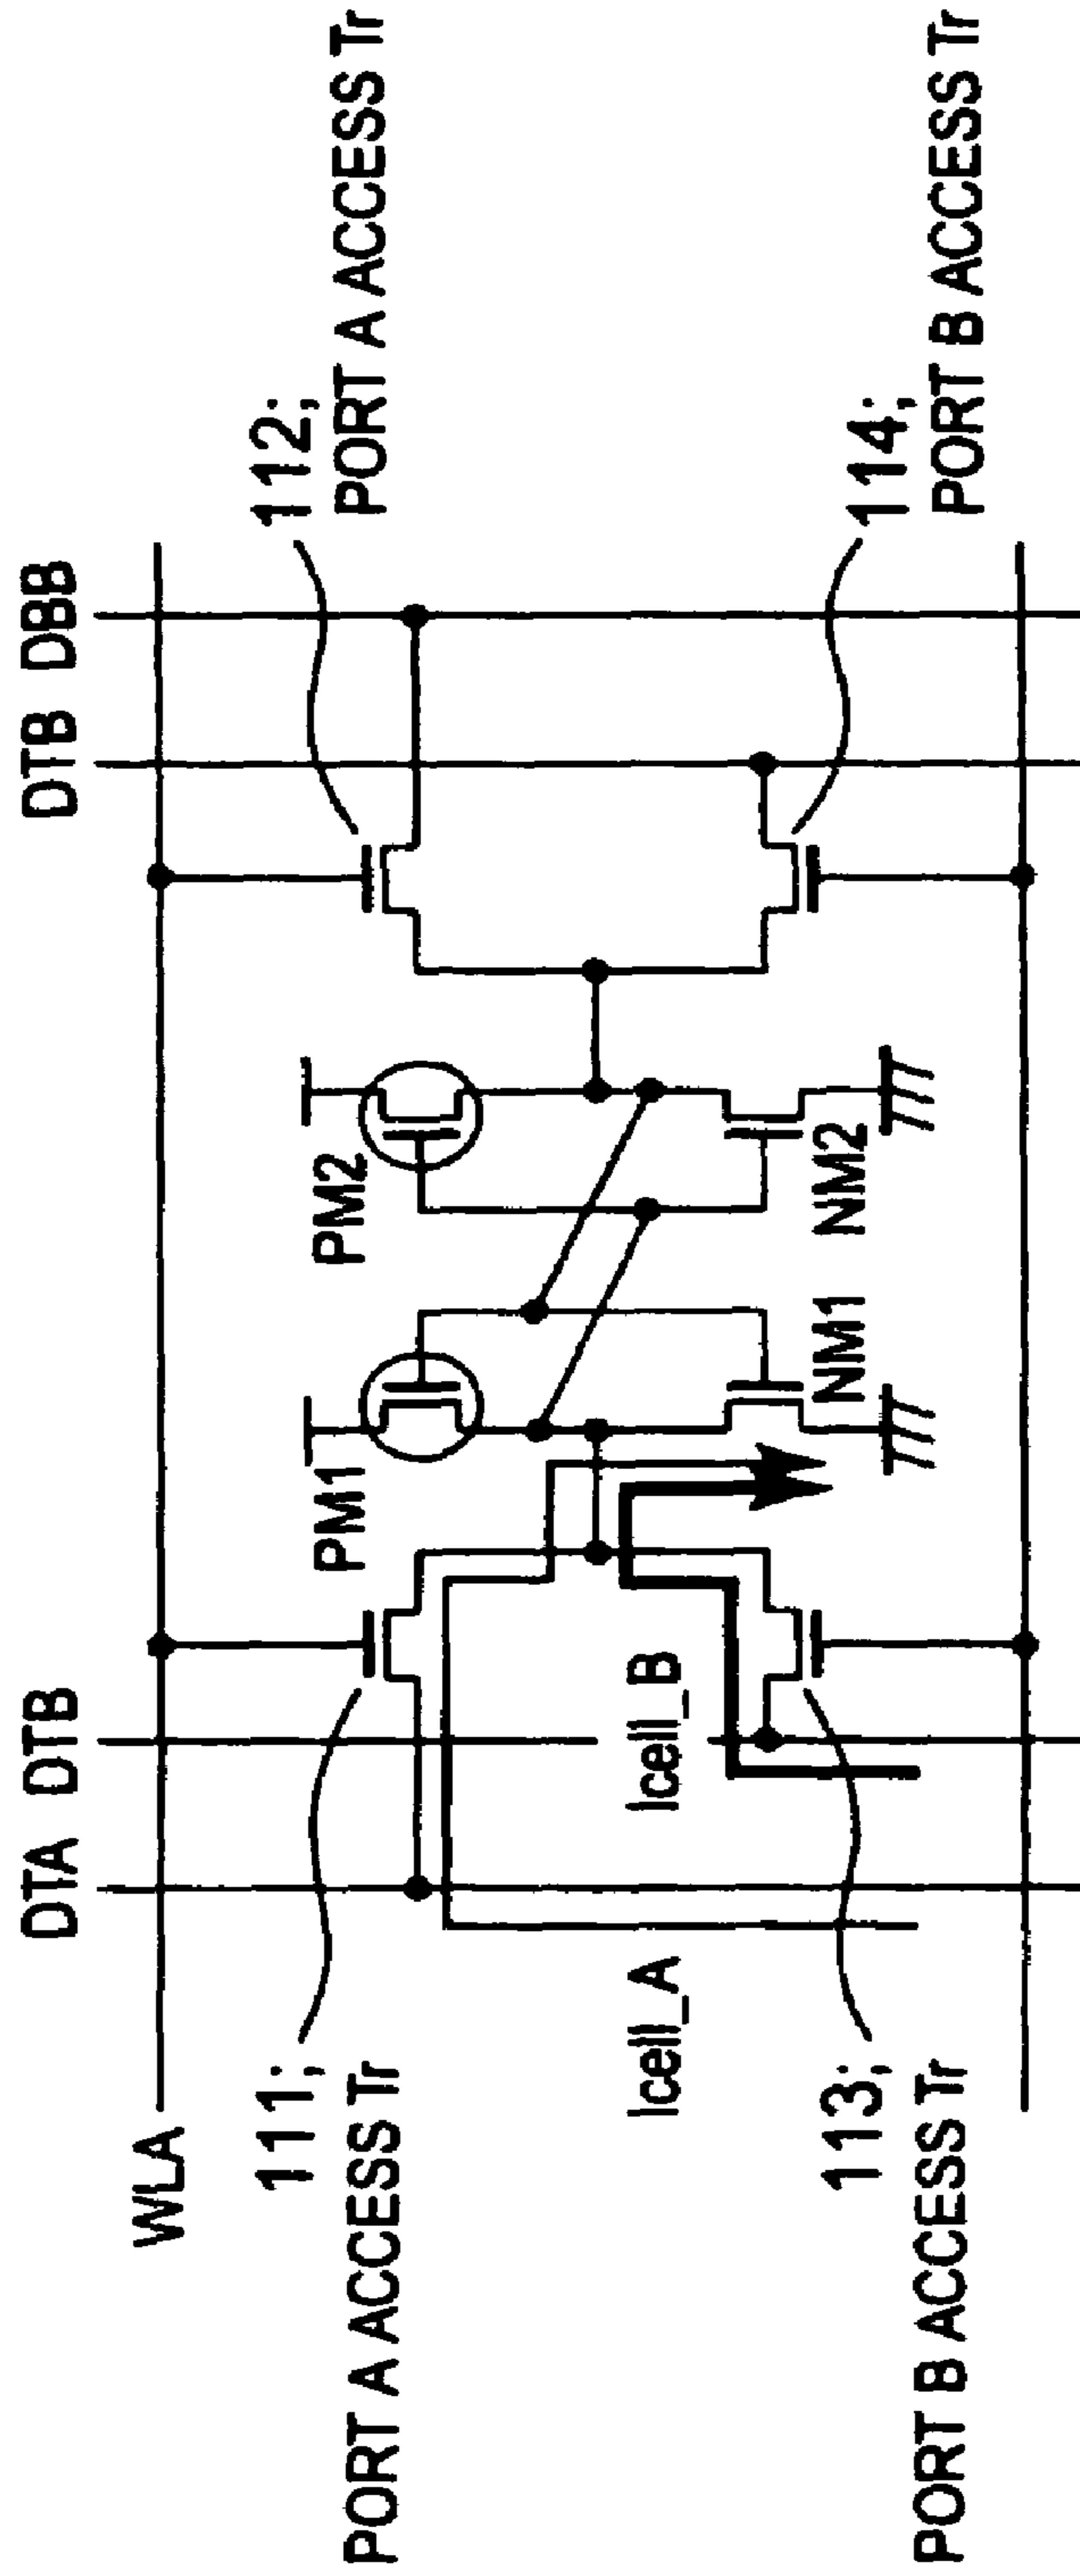 DTA DTB
DTB DBB
WLA
111;
PORT A ACCESS Tr
112;
PORT A ACCESS Tr
PM1
PM2
Icell_A
Icell_B
NM1
NM2
113;
PORT B ACCESS Tr
114;
PORT B ACCESS Tr